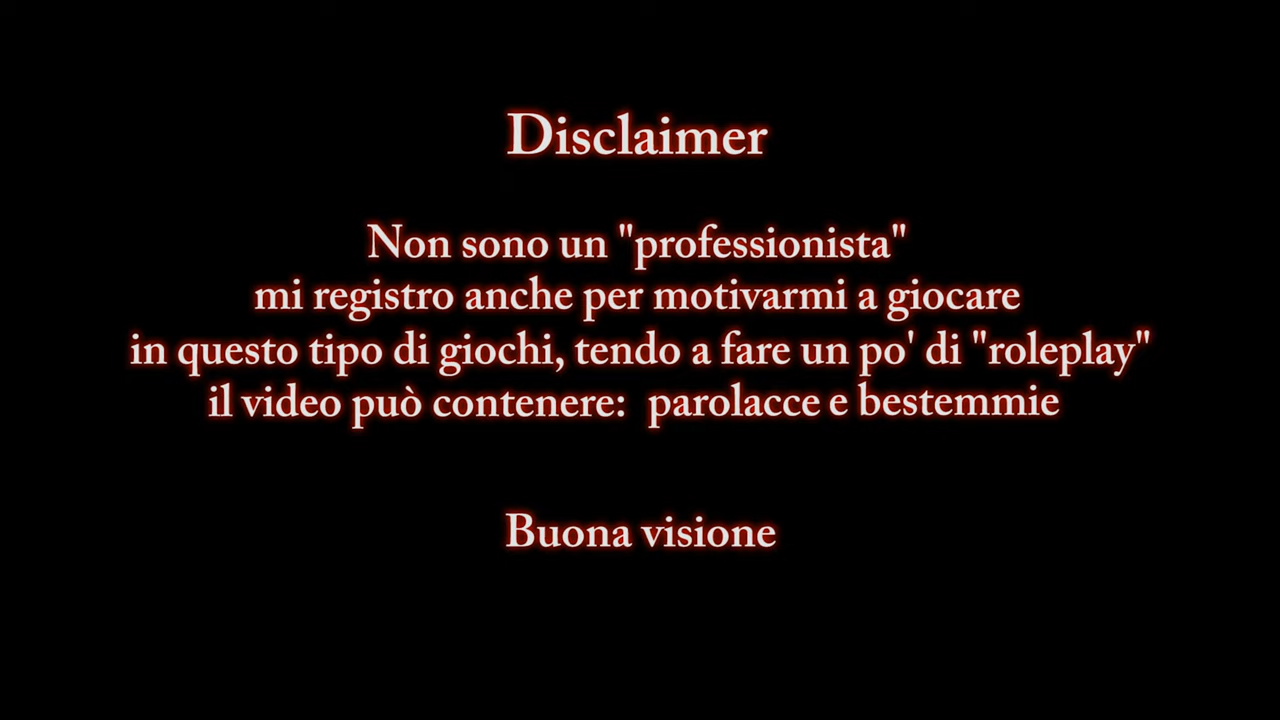 Disclaimer
Non sono un "professionista"
mi registro anche per motivarmi a giocare
in questo tipo di giochi, tendo a fare un po' di "roleplay"
il video può contenere: parolacce e bestemmie
Buona visione